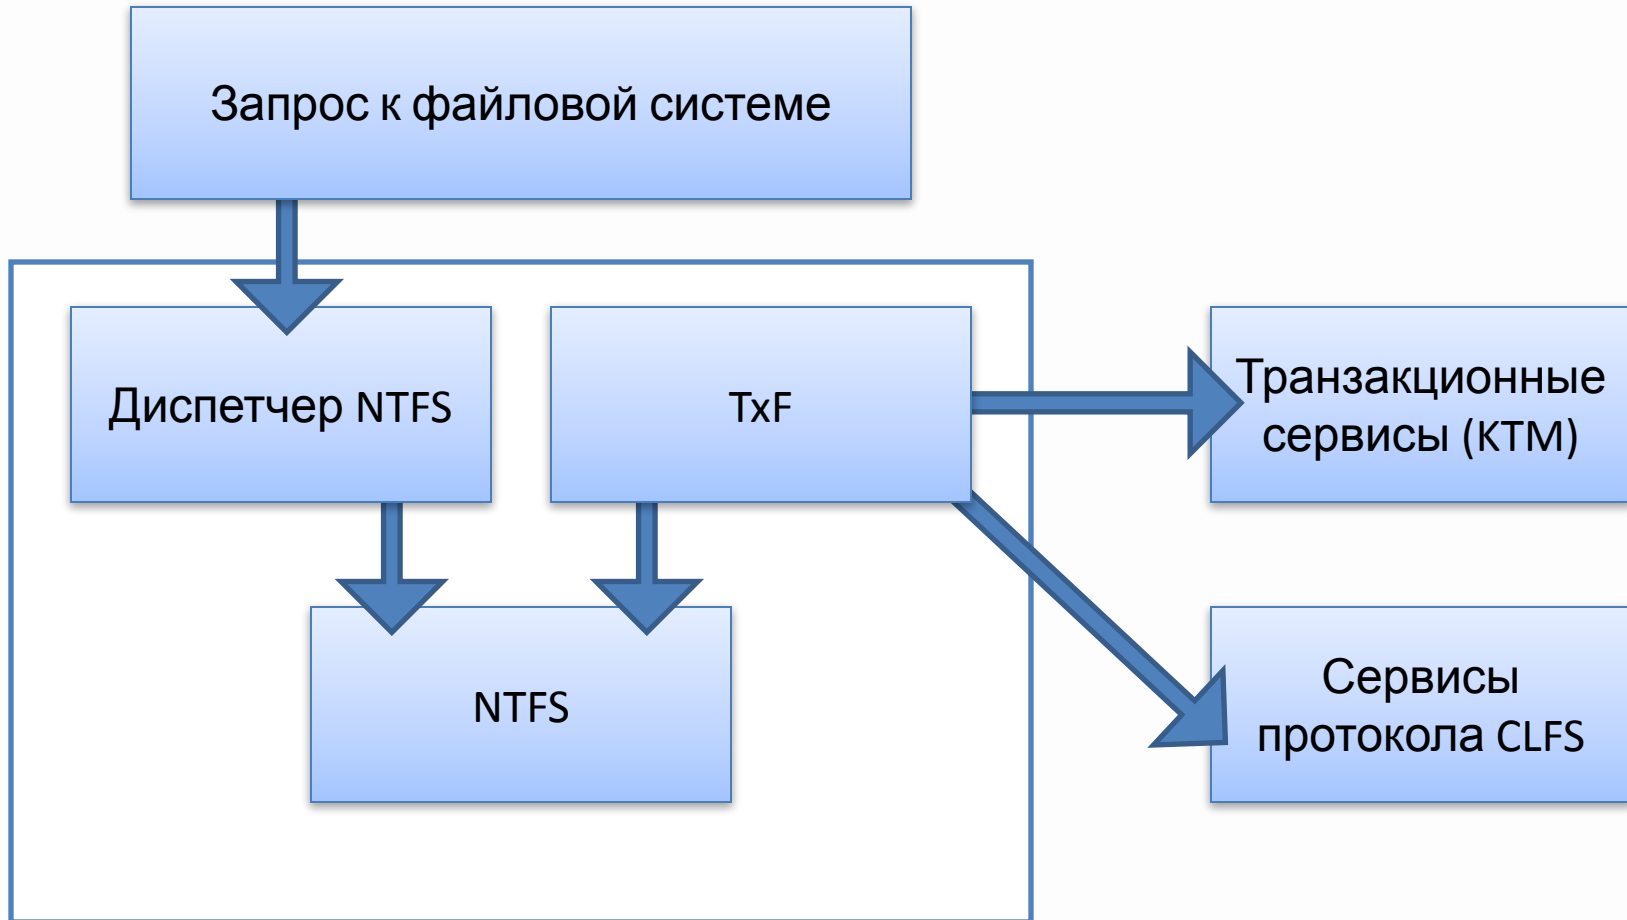 Запрос к файловой системе
Диспетчер NTFS
TxF
Транзакционные
сервисы (KTM)
NTFS
Сервисы
протокола CLFS